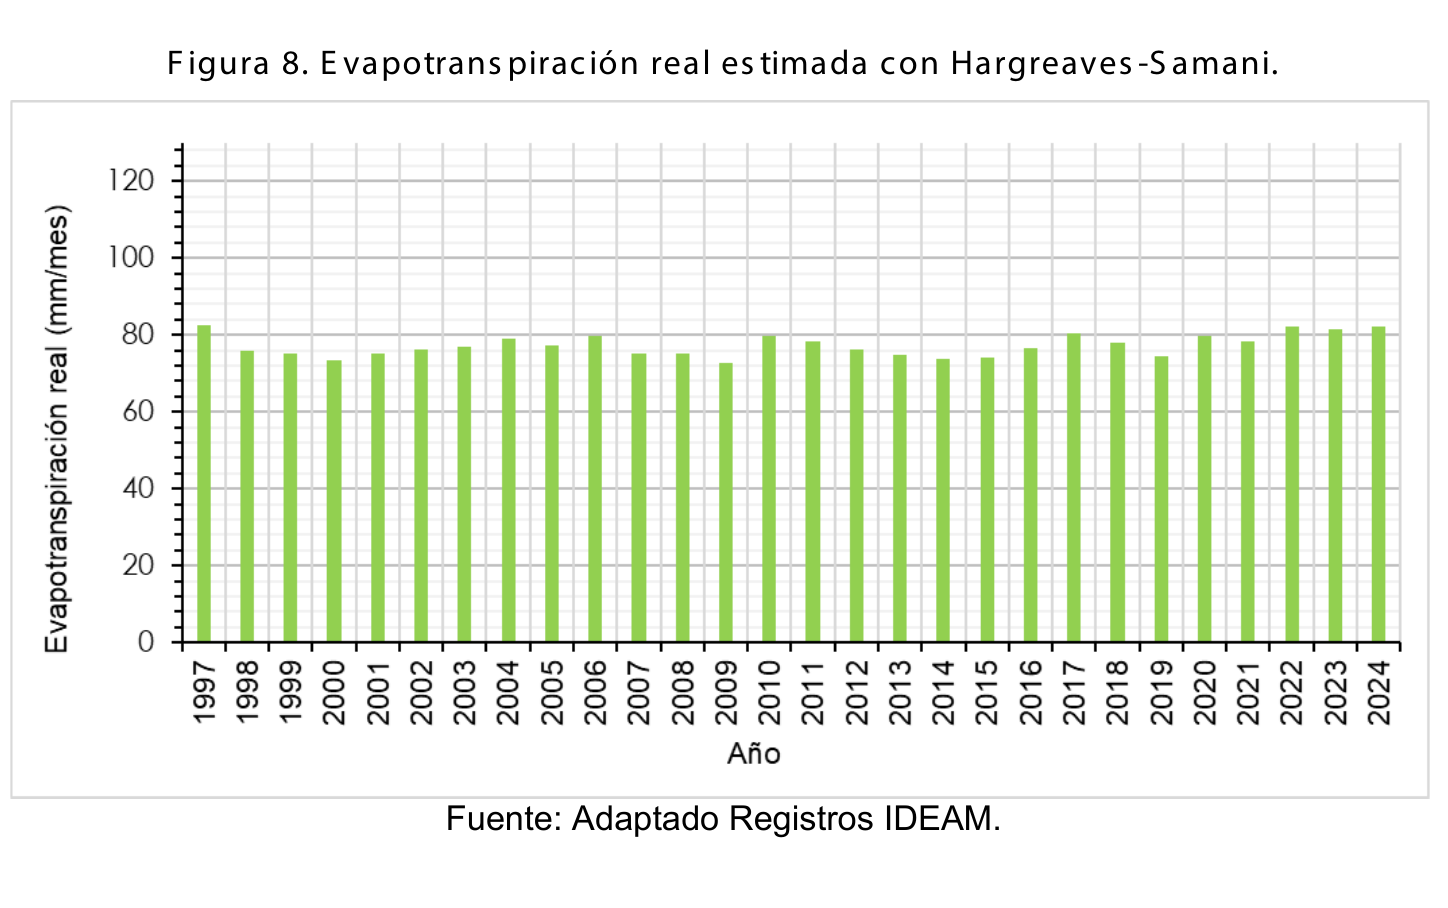 Figura 8. Evapotranspiración real estimada con Hargreaves-Samani.
Evapotranspiración real (mm/mes)
120
100
80
60
40
20
0
1997 1998 1999 2000 2001 2002 2003 2004 2005 2006 2007 2008 2009 2010 2011 2012 2013 2014 2015 2016 2017 2018 2019 2020 2021 2022 2023 2024
Año
Fuente: Adaptado Registros IDEAM.